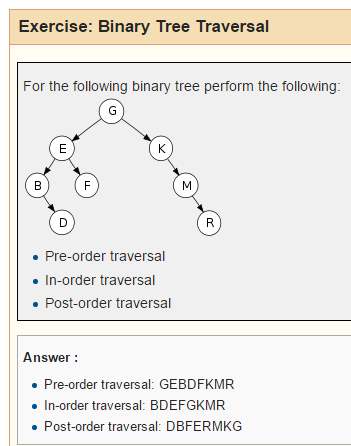 Exercise: Binary Tree Traversal
For the following binary tree perform the following:
G
E K
B F M
D R
Pre-order traversal
In-order traversal
Post-order traversal
Answer :
Pre-order traversal: GEBDFKMR
In-order traversal: BDEFGKMR
Post-order traversal: DBFERMKG